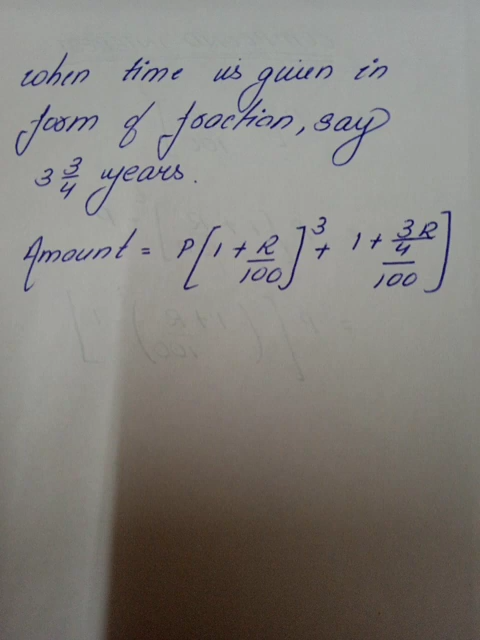 when time is given in
form of fraction, say
3 3/4 years.
Amount = P[1 + R/100]^3 + 1 + (3/4 R)/100]